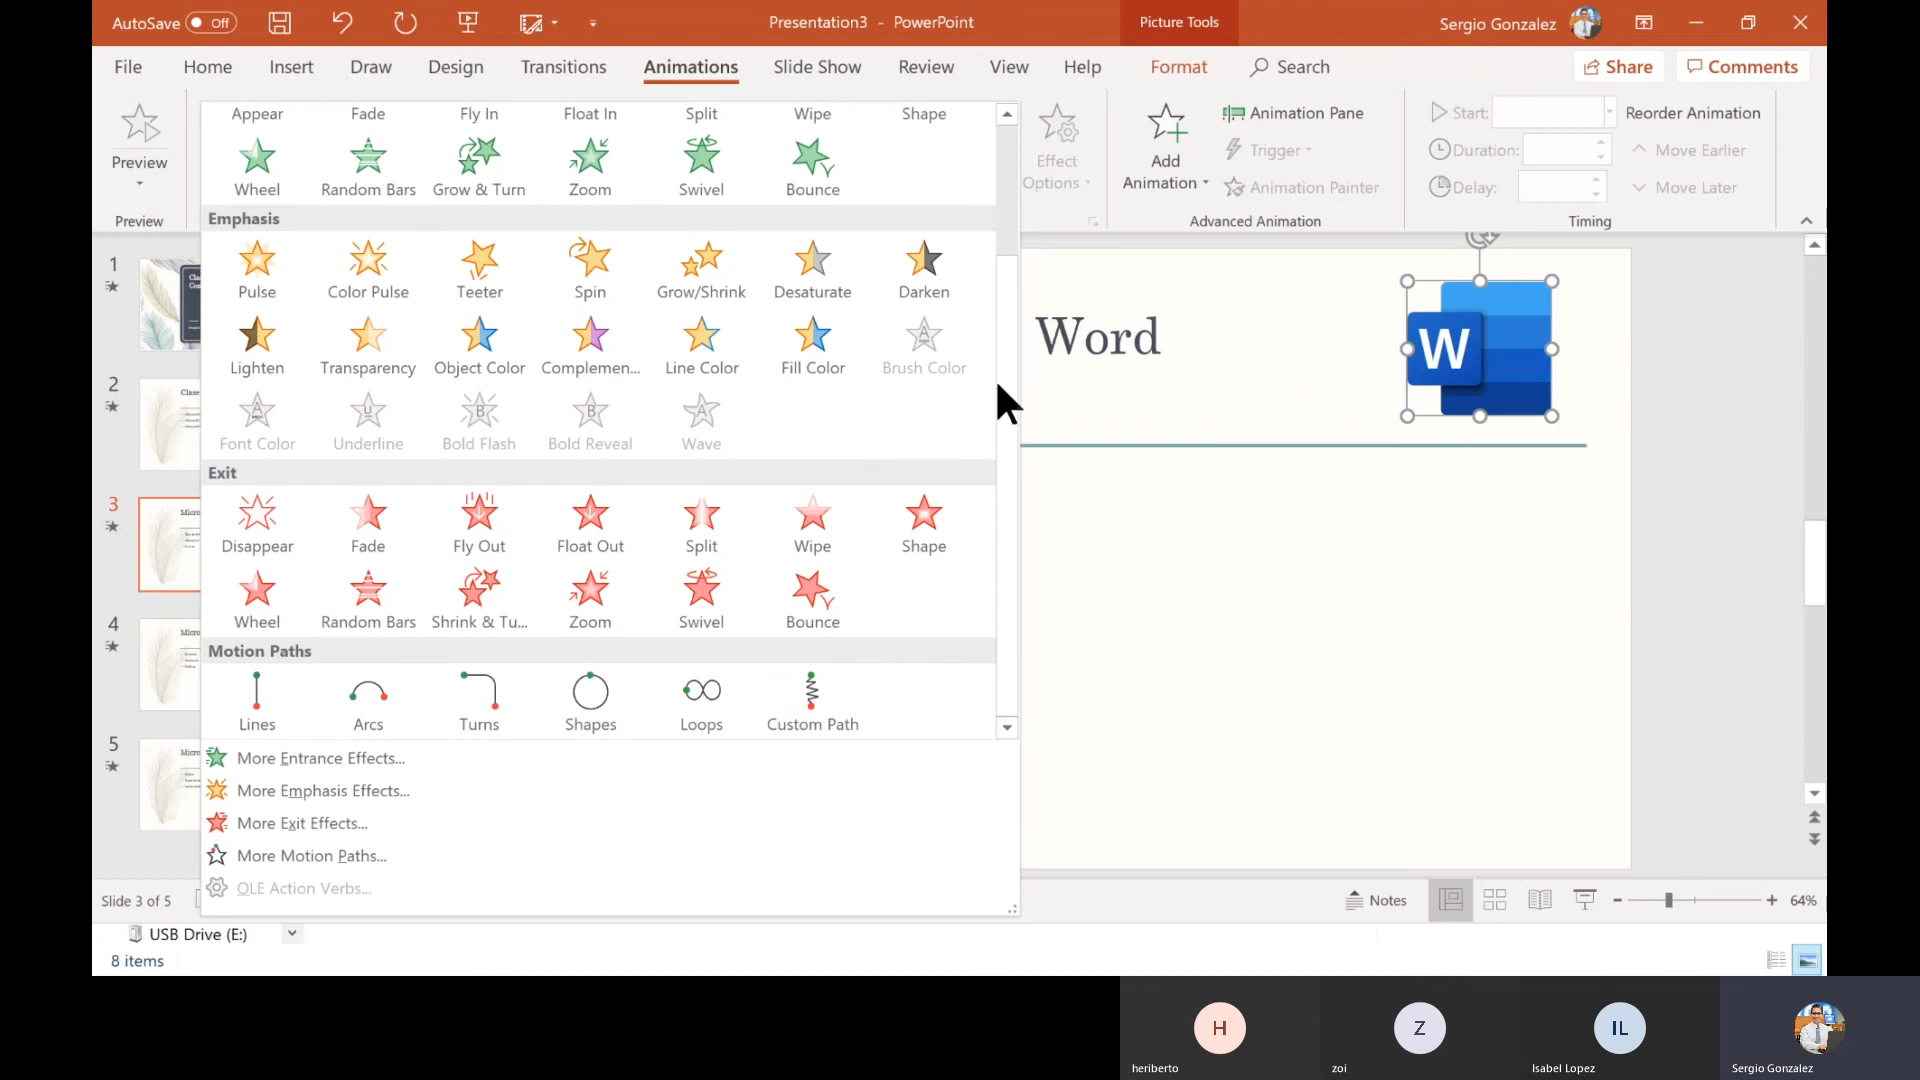 AutoSave Off
Presentation3 - PowerPoint
Picture Tools
Sergio Gonzalez
File Home Insert Draw Design Transitions Animations Slide Show Review View Help Format Search
Share Comments
Preview
Preview
Appear Fade Fly In Float In Split Wipe Shape
Wheel Random Bars Grow & Turn Zoom Swivel Bounce
Emphasis
Pulse Color Pulse Teeter Spin Grow/Shrink Desaturate Darken
Lighten Transparency Object Color Complemen... Line Color Fill Color Brush Color
Font Color Underline Bold Flash Bold Reveal Wave
Exit
Disappear Fade Fly Out Float Out Split Wipe Shape
Wheel Random Bars Shrink & Tu... Zoom Swivel Bounce
Motion Paths
Lines Arcs Turns Shapes Loops Custom Path
More Entrance Effects...
More Emphasis Effects...
More Exit Effects...
More Motion Paths...
OLE Action Verbs...
Effect
Options
Add
Animation
Animation Pane
Trigger
Animation Painter
Advanced Animation
Start:
Duration:
Delay:
Reorder Animation
Move Earlier
Move Later
Timing
1
2
3
4
5
Word
W
Slide 3 of 5
Notes
64%
USB Drive (E:)
8 items
H
Z
IL
heriberto
zoi
Isabel Lopez
Sergio Gonzalez